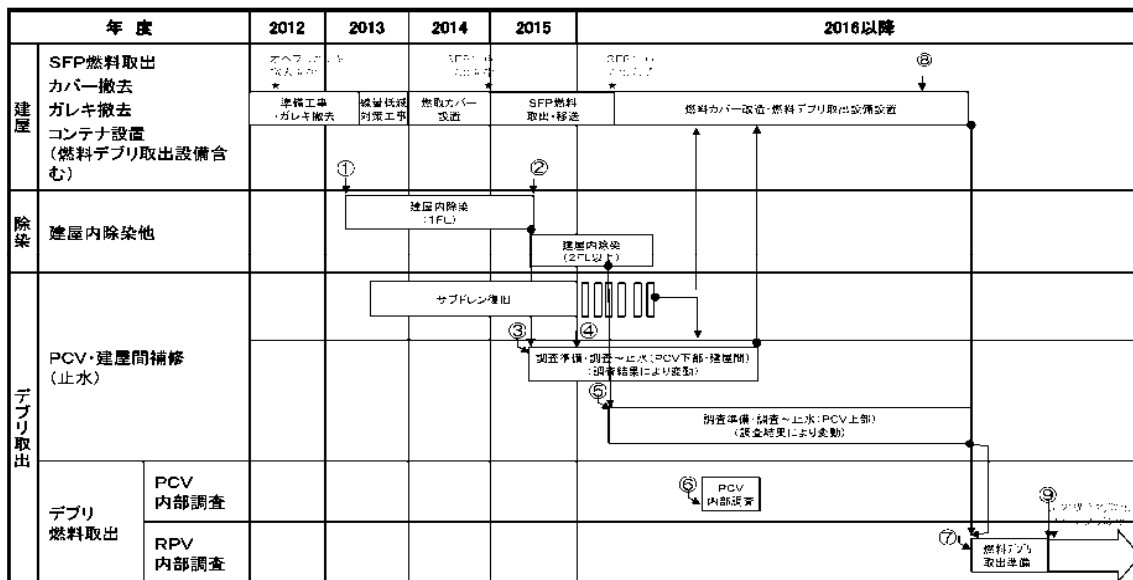 年 度
2012
2013
2014
2015
2016以降
建屋
SFP燃料取出
カバー撤去
ガレキ撤去
コンテナ設置
(燃料デブリ取出設備含
む)
準備工事
・ガレキ撤去
線量低減
対策工事
燃取カバー
設置
SFP燃料
取出・移送
⑧
燃料カバー改造・燃料デブリ取出設備設置
①
②
除染
建屋内除染他
建屋内除染
(1FL)
建屋内除染
(2FL以上)
デブリ取出
PCV・建屋間補修
(止水)
サブドレン復旧
③
④
調査準備・調査～止水(PCV下部・建屋間)
(調査結果により変動)
⑤
調査準備・調査～止水(PCV上部)
(調査結果により変動)
デブリ
燃料取出
PCV
内部調査
⑥
PCV
内部調査
RPV
内部調査
⑦
燃料デブリ
取出準備
⑨